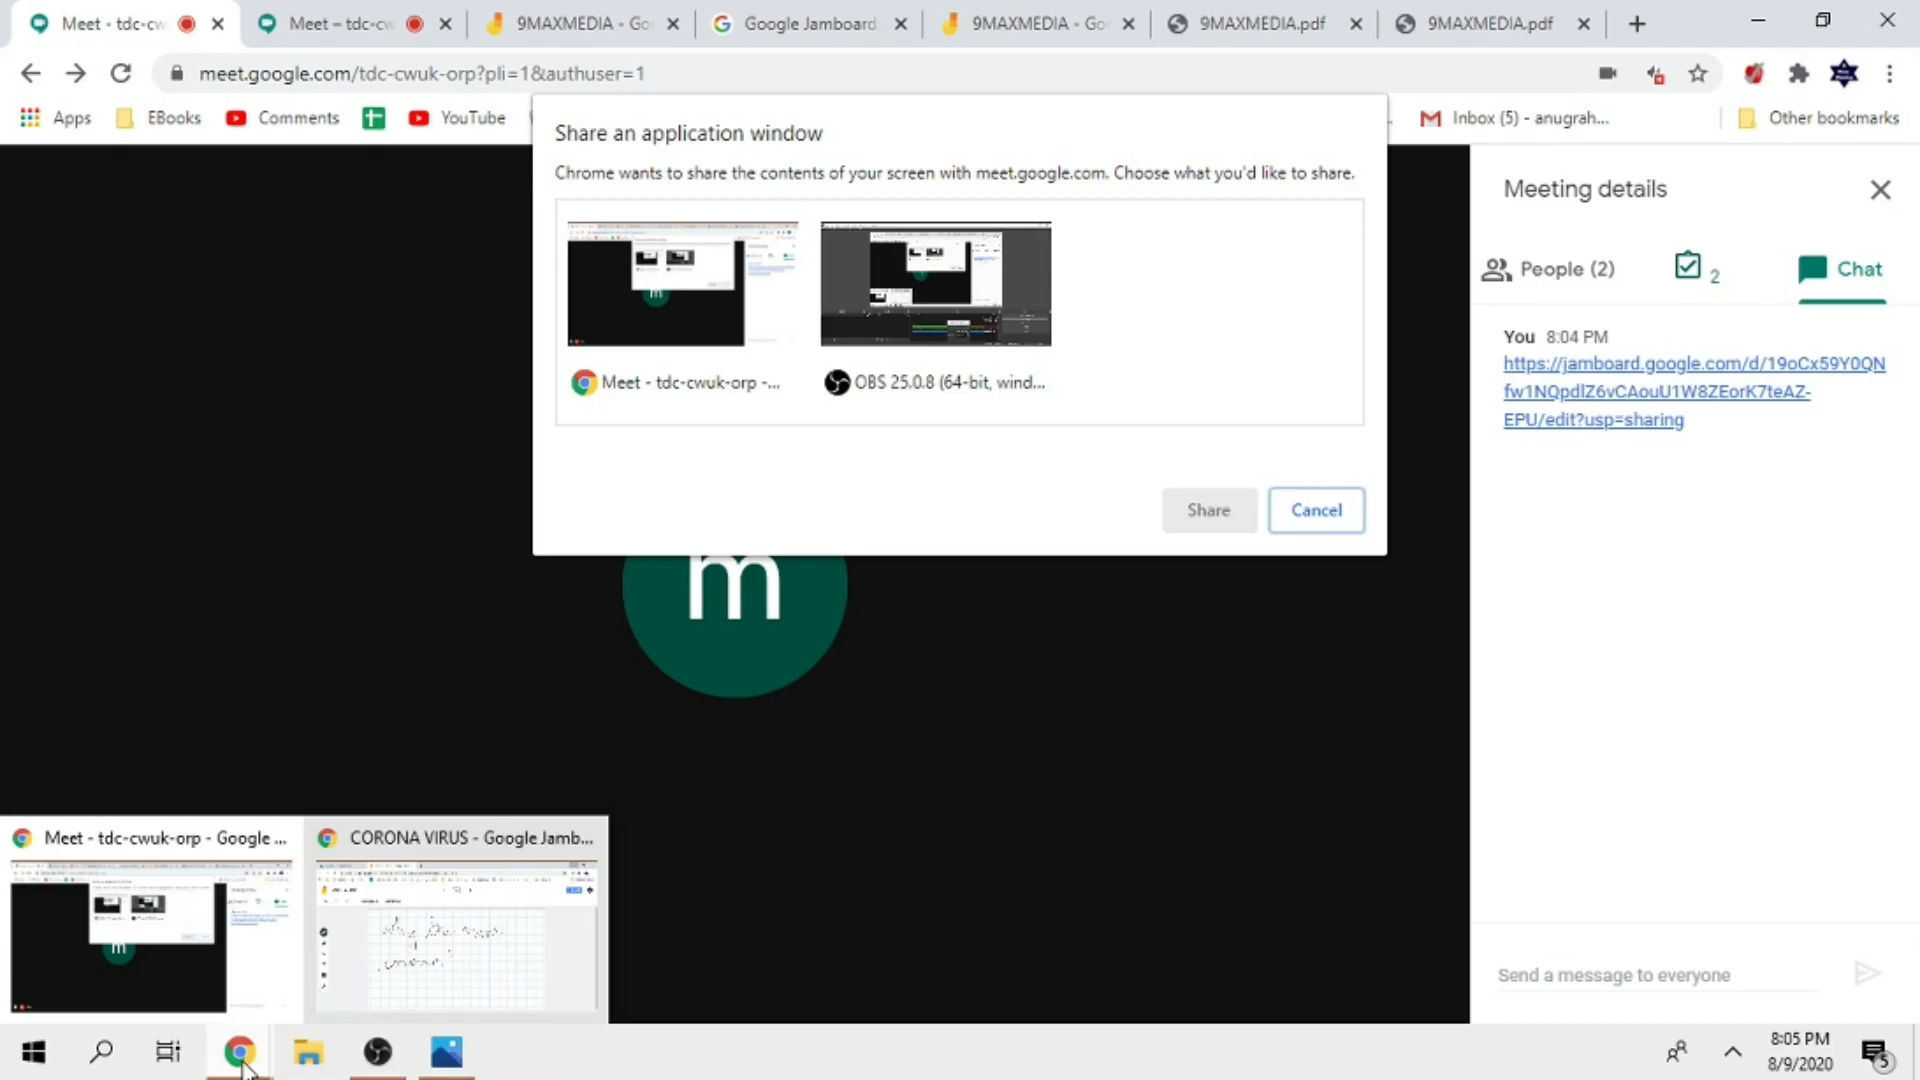 Meet - tdc-cw
Meet – tdc-cw
9MAXMEDIA - Go
Google Jamboard
9MAXMEDIA - Go
9MAXMEDIA.pdf
9MAXMEDIA.pdf
meet.google.com/tdc-cwuk-orp?pli=1&authuser=1
Apps
EBooks
Comments
YouTube
Inbox (5) - anugrah...
Other bookmarks
Share an application window
Chrome wants to share the contents of your screen with meet.google.com. Choose what you'd like to share.
Meet - tdc-cwuk-orp -...
OBS 25.0.8 (64-bit, wind...
Share
Cancel
m
Meeting details
People (2)
2
Chat
You 8:04 PM
https://jamboard.google.com/d/19oCx59Y0QN
fw1NQpdlZ6vCAouU1W8ZEorK7teAZ-
EPU/edit?usp=sharing
Send a message to everyone
Meet - tdc-cwuk-orp - Google ...
CORONA VIRUS - Google Jamb...
8:05 PM
8/9/2020
5